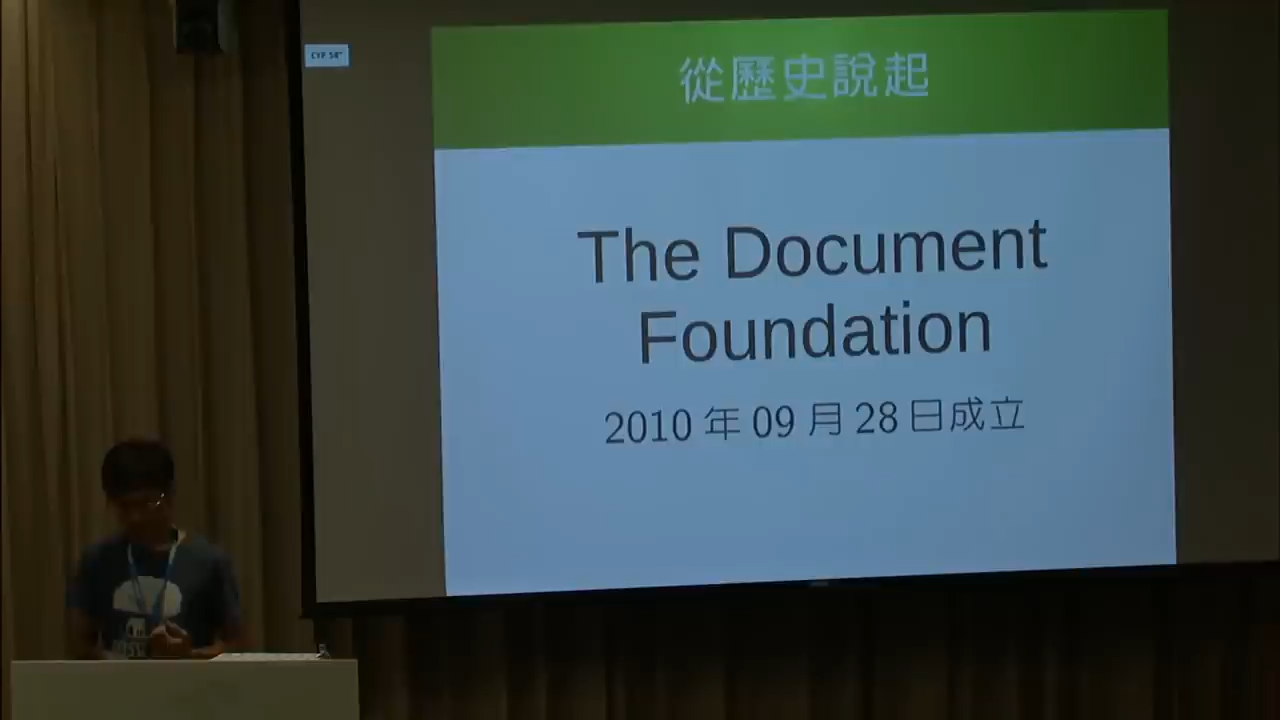 從歷史說起
The Document
Foundation
2010 年 09 月 28 日成立